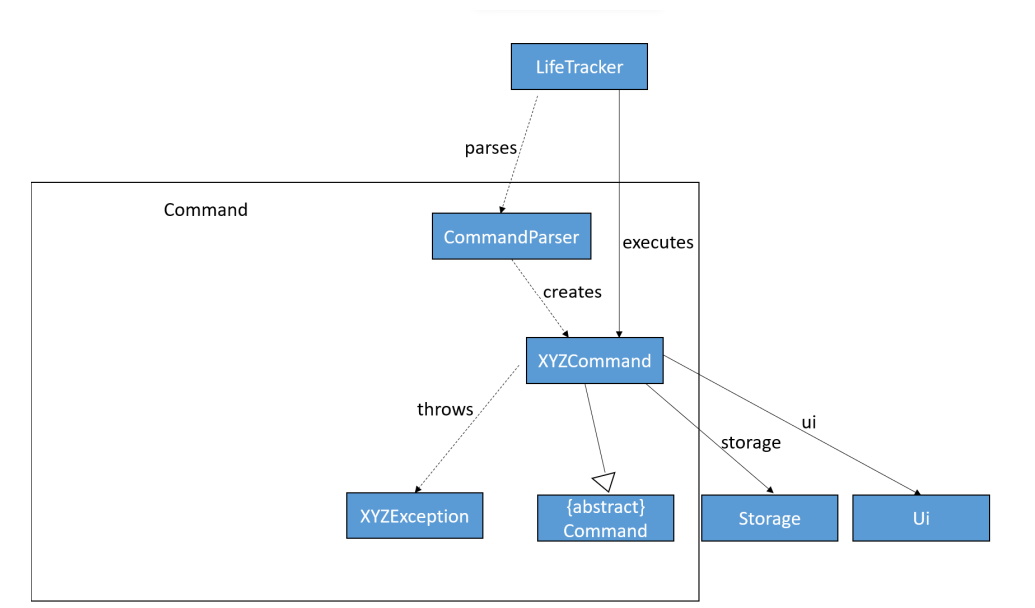 LifeTracker
parses
Command
CommandParser
executes
creates
XYZCommand
throws
ui
storage
XYZException
{abstract}
Command
Storage
Ui